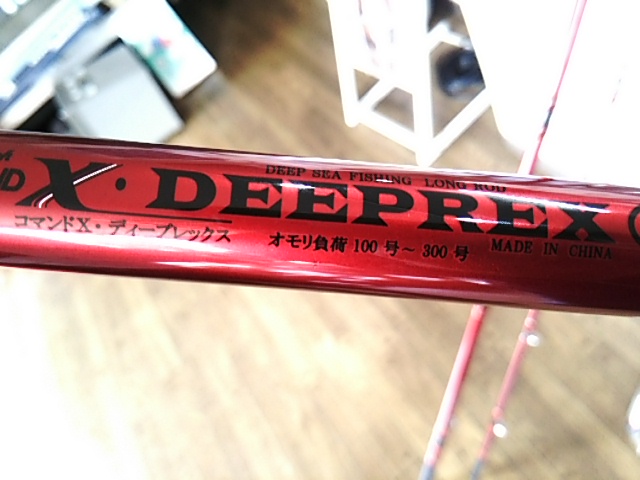 DEEP SEA FISHING LONG ROD
X・DEEPREX
コマンドX・ディープレックス
オモリ負荷 100 号～ 300 号
MADE IN CHINA